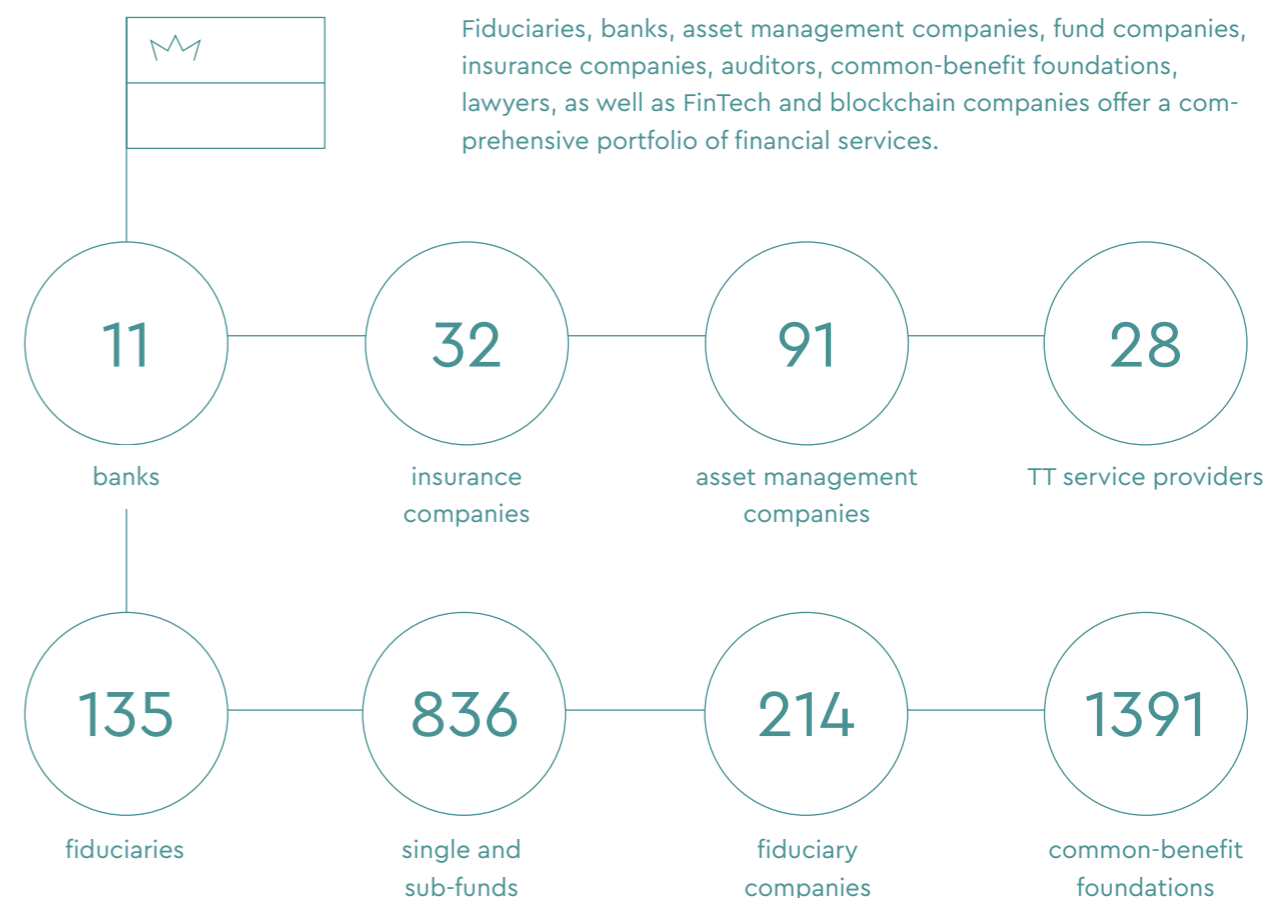 Fiduciaries, banks, asset management companies, fund companies,
insurance companies, auditors, common-benefit foundations,
lawyers, as well as FinTech and blockchain companies offer a com-
prehensive portfolio of financial services.
11
32
91
28
banks
insurance
companies
asset management
companies
TT service providers
135
836
214
1391
fiduciaries
single and
sub-funds
fiduciary
companies
common-benefit
foundations